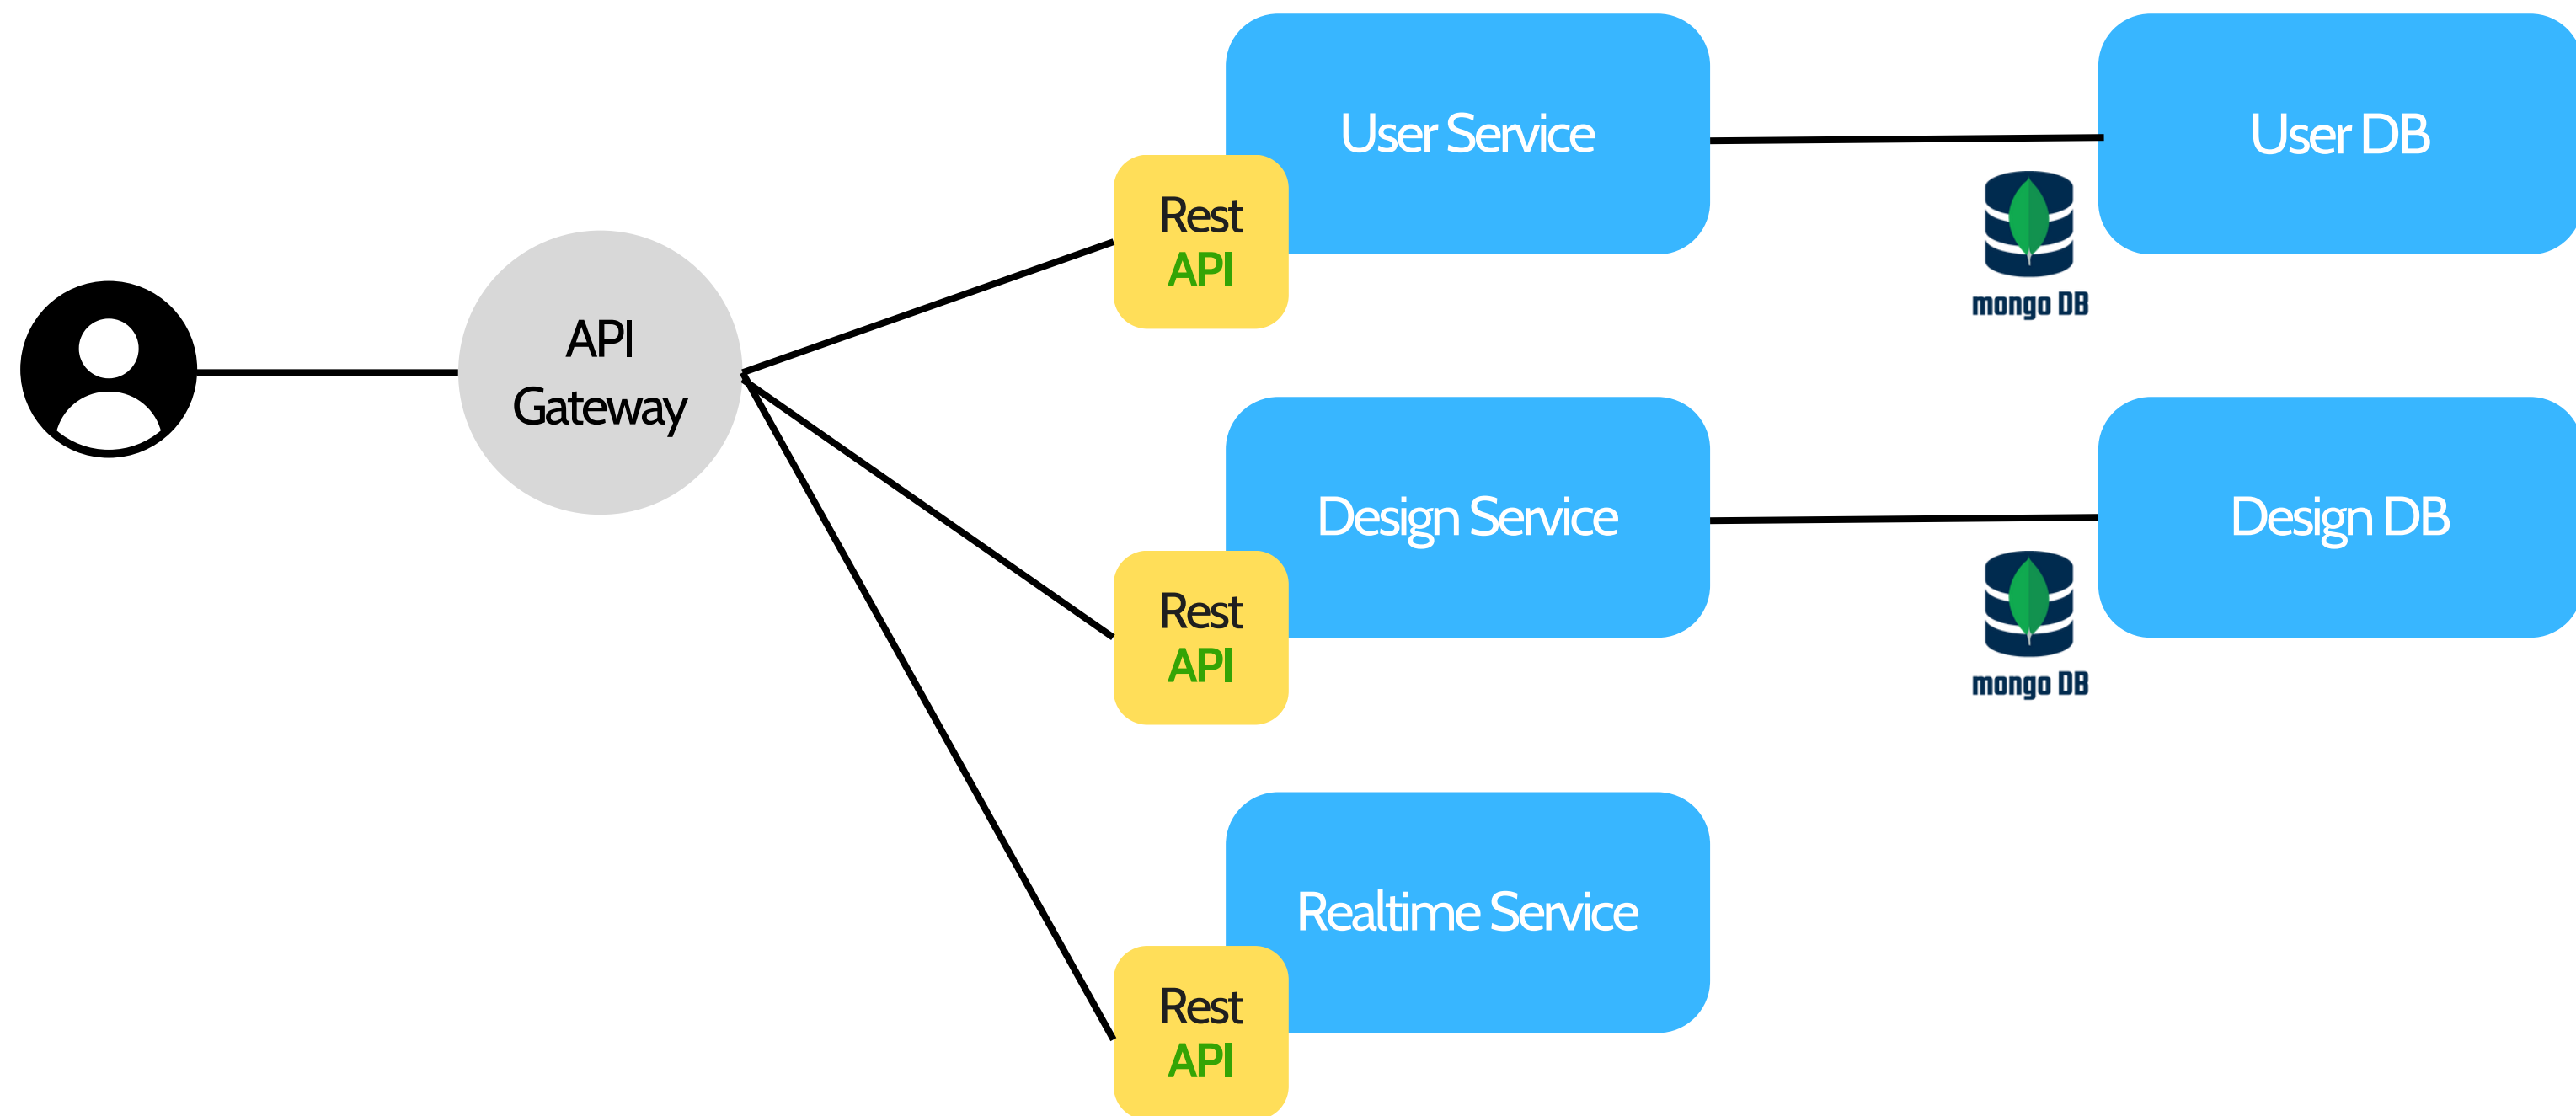 User Service
User DB
Rest
API
mongo DB
API
Gateway
Design Service
Design DB
Rest
API
mongo DB
Realtime Service
Rest
API